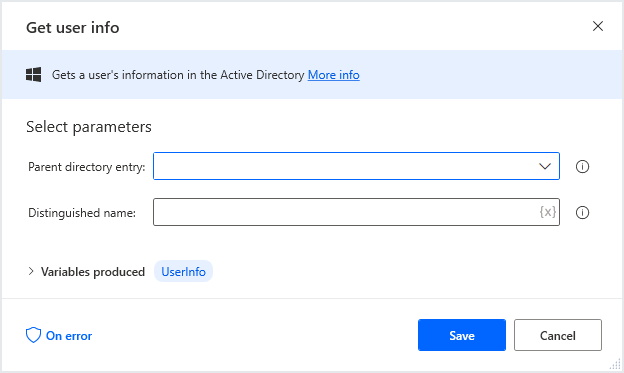 Get user info
Gets a user's information in the Active Directory More info
Select parameters
Parent directory entry:
Distinguished name:
{x}
Variables produced UserInfo
On error
Save
Cancel